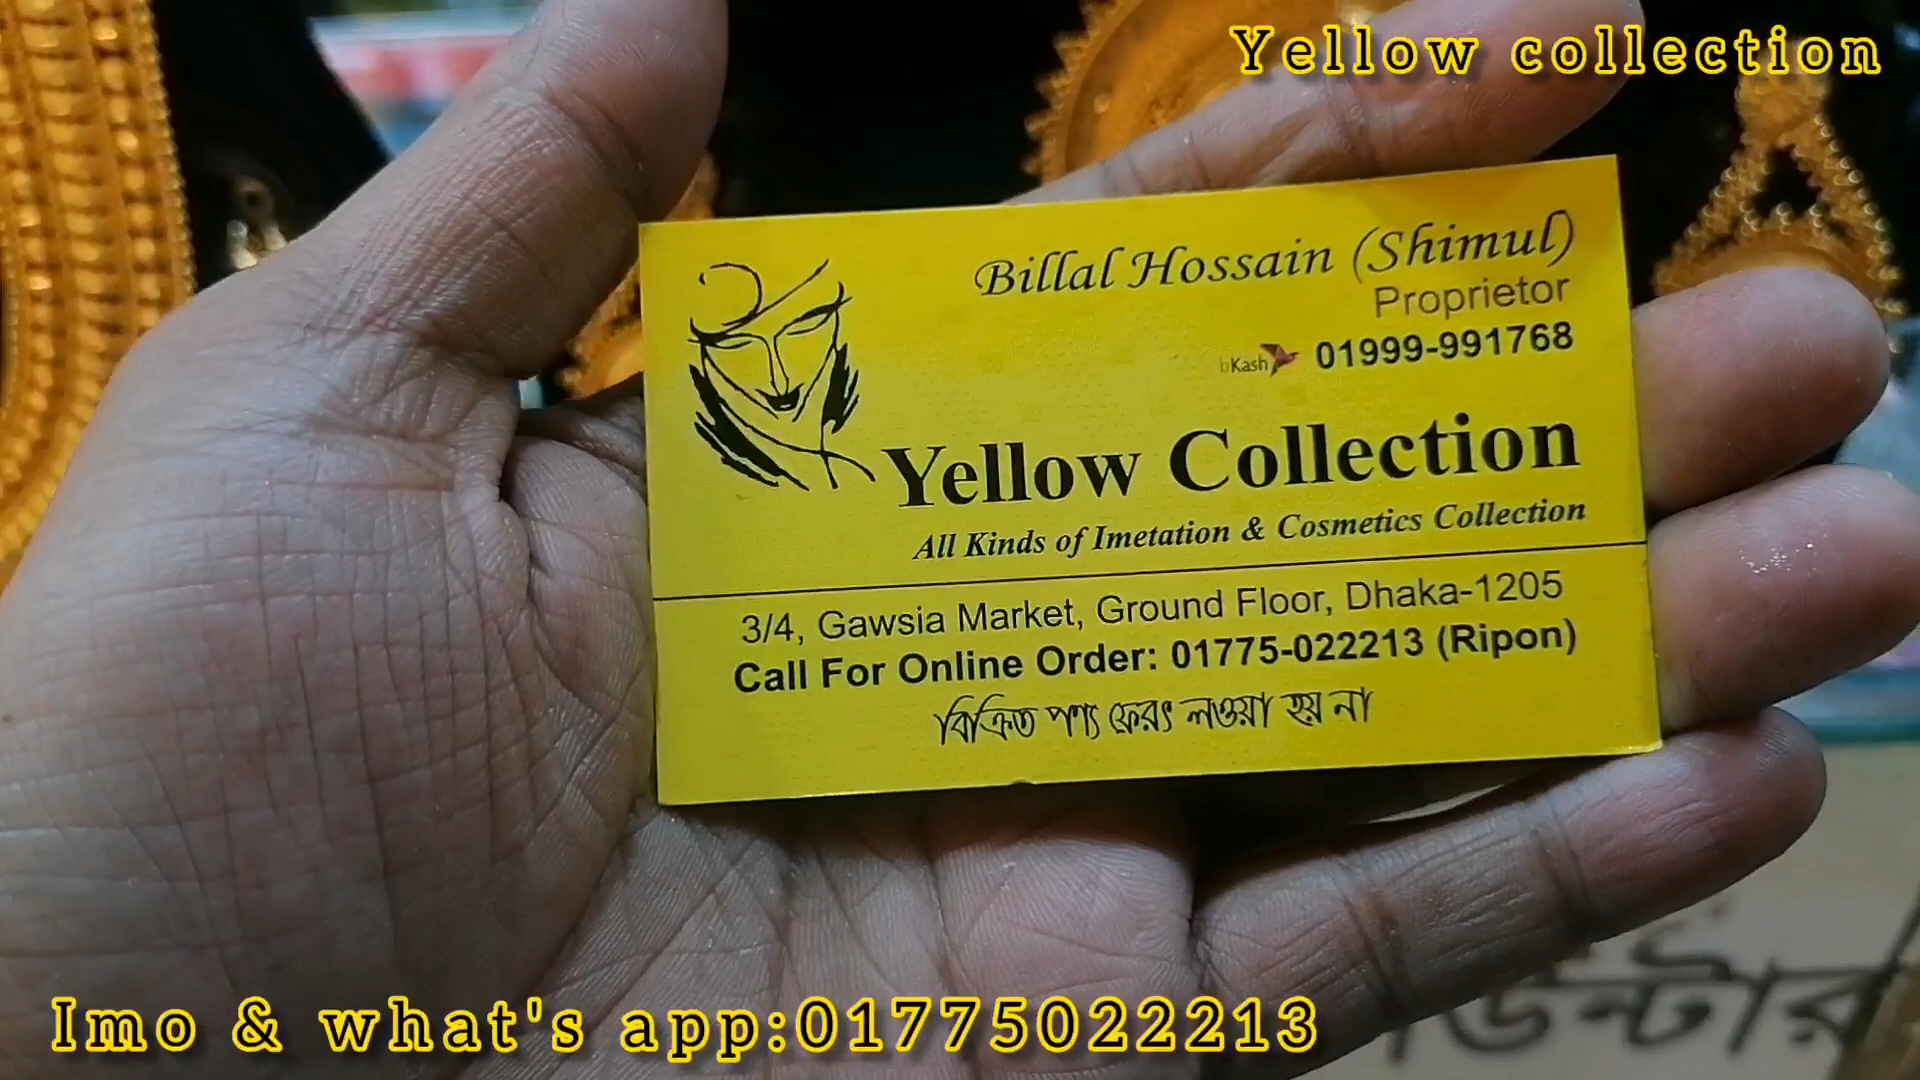 Yellow collection
Billal Hossain (Shimul)
Proprietor
bKash 01999-991768
Yellow Collection
All Kinds of Imetation & Cosmetics Collection
3/4, Gawsia Market, Ground Floor, Dhaka-1205
Call For Online Order: 01775-022213 (Ripon)
বিক্রিত পণ্য ফেরৎ লওয়া হয় না
Imo & what's app:01775022213